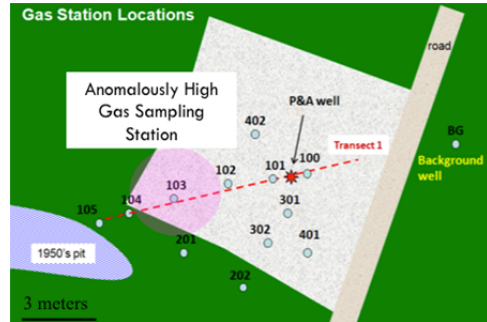 Gas Station Locations
road
Anomalously High
Gas Sampling
Station
P&A well
402
BG
Transect 1
Background
well
101
100
102
103
104
105
301
201
302
401
1950's pit
202
3 meters